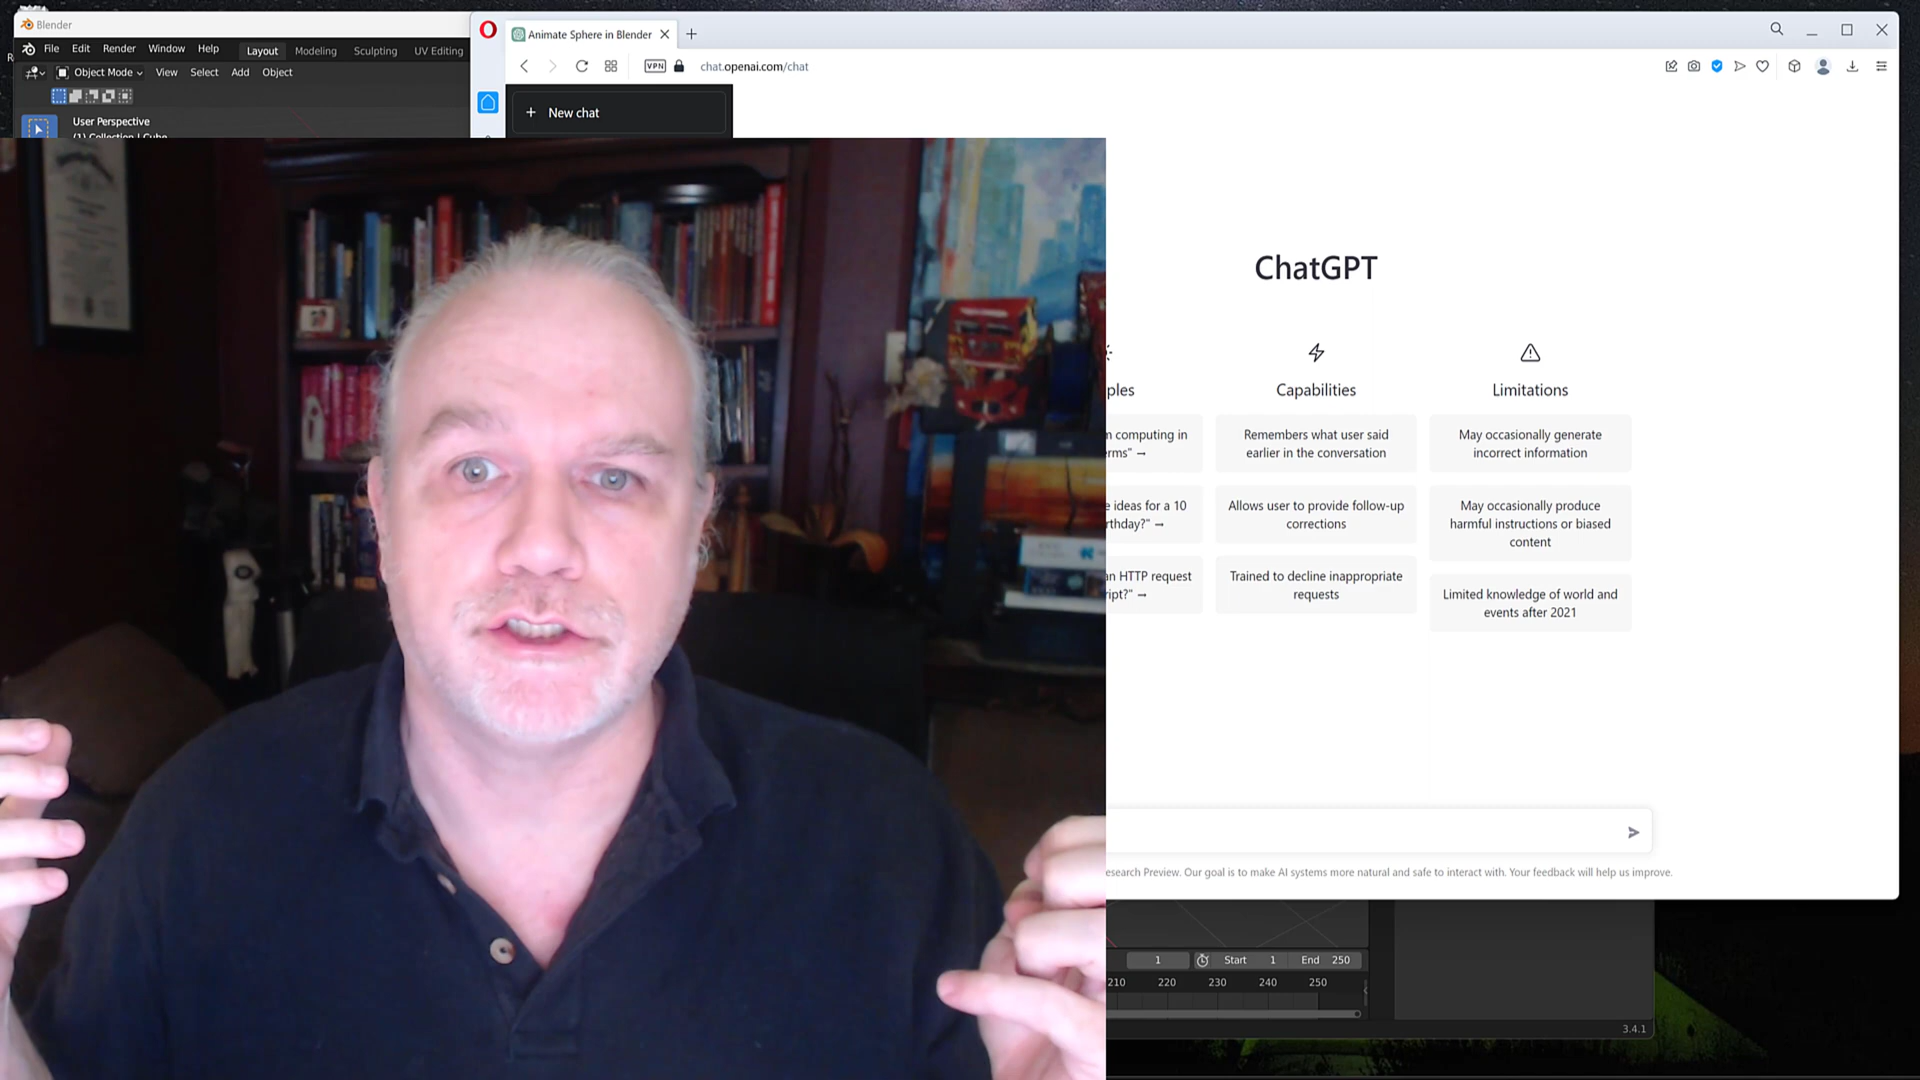 Blender
File Edit Render Window Help Layout Modeling Sculpting UV Editing
Object Mode View Select Add Object
User Perspective
(1) Collection | Cube
Animate Sphere in Blender
VPN chat.openai.com/chat
+ New chat
ChatGPT
ples
Capabilities
Limitations
computing in
rms" →
Remembers what user said
earlier in the conversation
May occasionally generate
incorrect information
e ideas for a 10
rthday?" →
Allows user to provide follow-up
corrections
May occasionally produce
harmful instructions or biased
content
an HTTP request
ript?" →
Trained to decline inappropriate
requests
Limited knowledge of world and
events after 2021
esearch Preview. Our goal is to make AI systems more natural and safe to interact with. Your feedback will help us improve.
1 Start 1 End 250
210 220 230 240 250
3.4.1